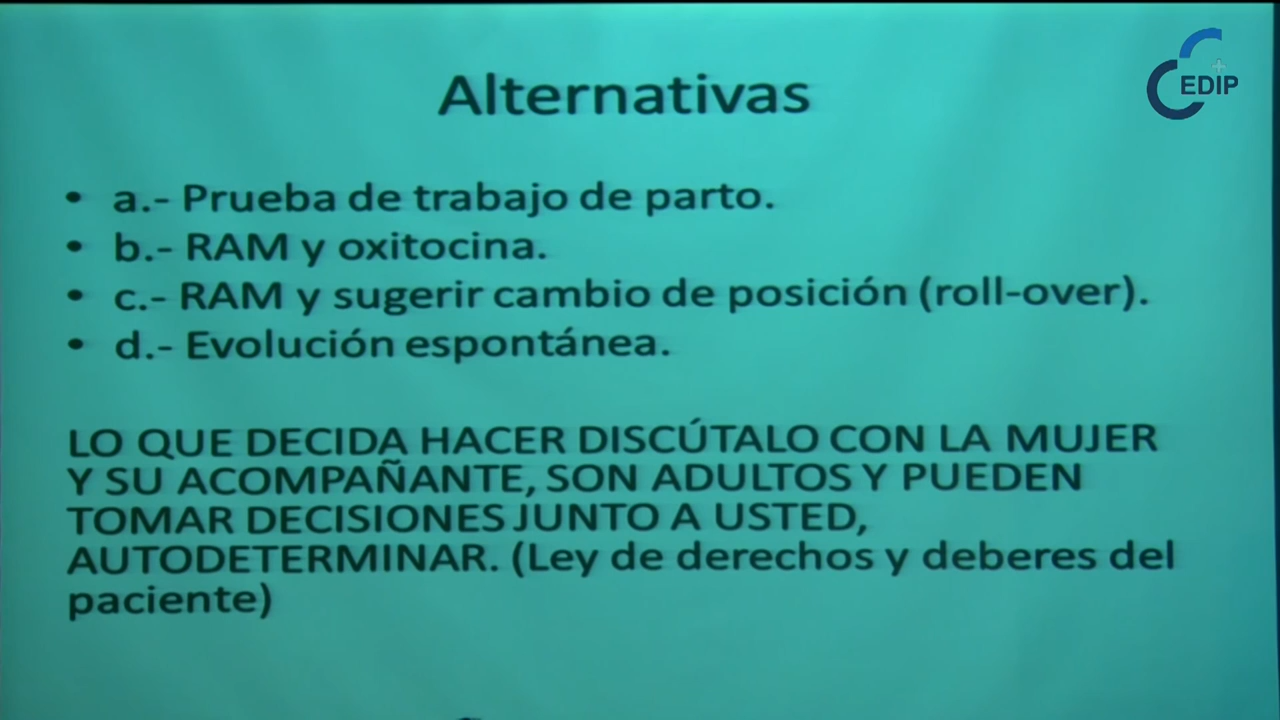 CEDIP
Alternativas
• a.- Prueba de trabajo de parto.
• b.- RAM y oxitocina.
• c.- RAM y sugerir cambio de posición (roll-over).
• d.- Evolución espontánea.
LO QUE DECIDA HACER DISCÚTALO CON LA MUJER
Y SU ACOMPAÑANTE, SON ADULTOS Y PUEDEN
TOMAR DECISIONES JUNTO A USTED,
AUTODETERMINAR. (Ley de derechos y deberes del
paciente)